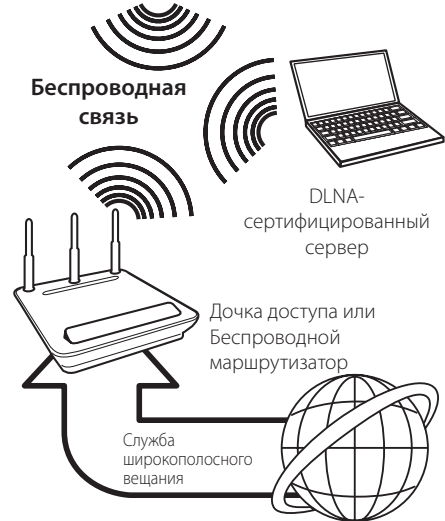 Беспроводная
связь
DLNA-
сертифицированный
сервер
Дочка доступа или
Беспроводной
маршрутизатор
Служба
широкополосного
вещания